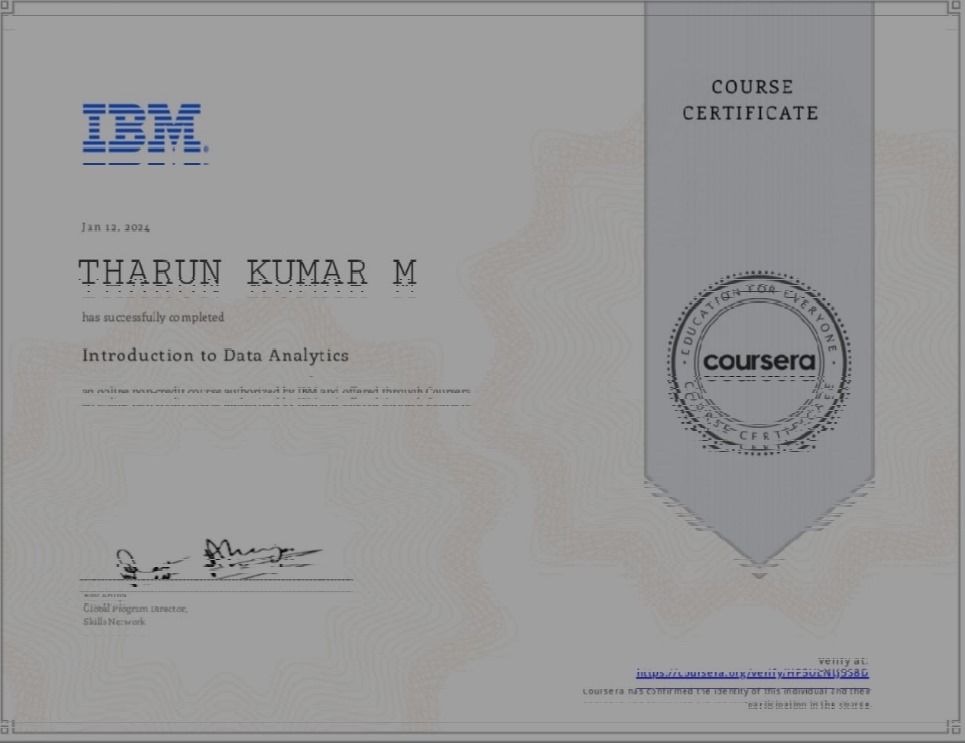 IBM
COURSE
CERTIFICATE
Jan 12, 2024
THARUN KUMAR M
has successfully completed
Introduction to Data Analytics
an online non-credit course authorized by IBM and offered through Coursera
EDUCATION FOR EVERYONE
coursera
COURSE CERTIFICATE
Global Program Director,
Skills Network
Verify at:
https://coursera.org/verify/
Coursera has confirmed the identity of this individual and their
participation in the course.